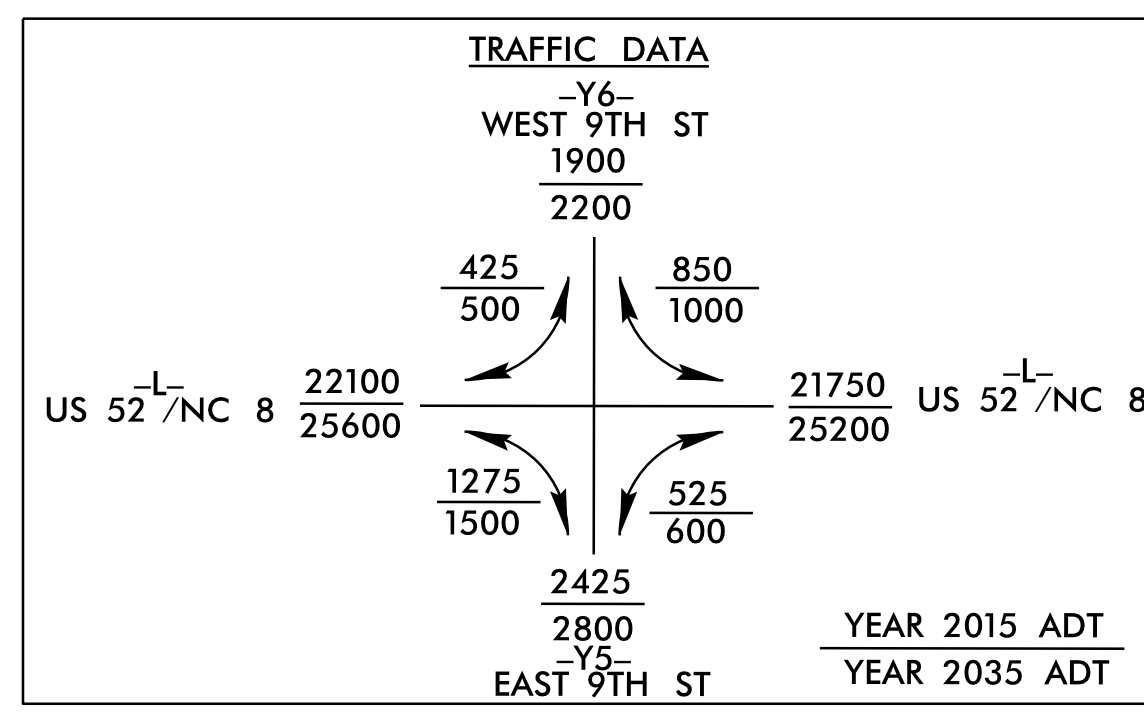 TRAFFIC DATA
-Y6-
WEST 9TH ST
1900
2200
425
500
850
1000
-L-
US 52 /NC 8
22100
25600
21750
25200
-L-
US 52 /NC 8
1275
1500
525
600
2425
2800
-Y5-
EAST 9TH ST
YEAR 2015 ADT
YEAR 2035 ADT